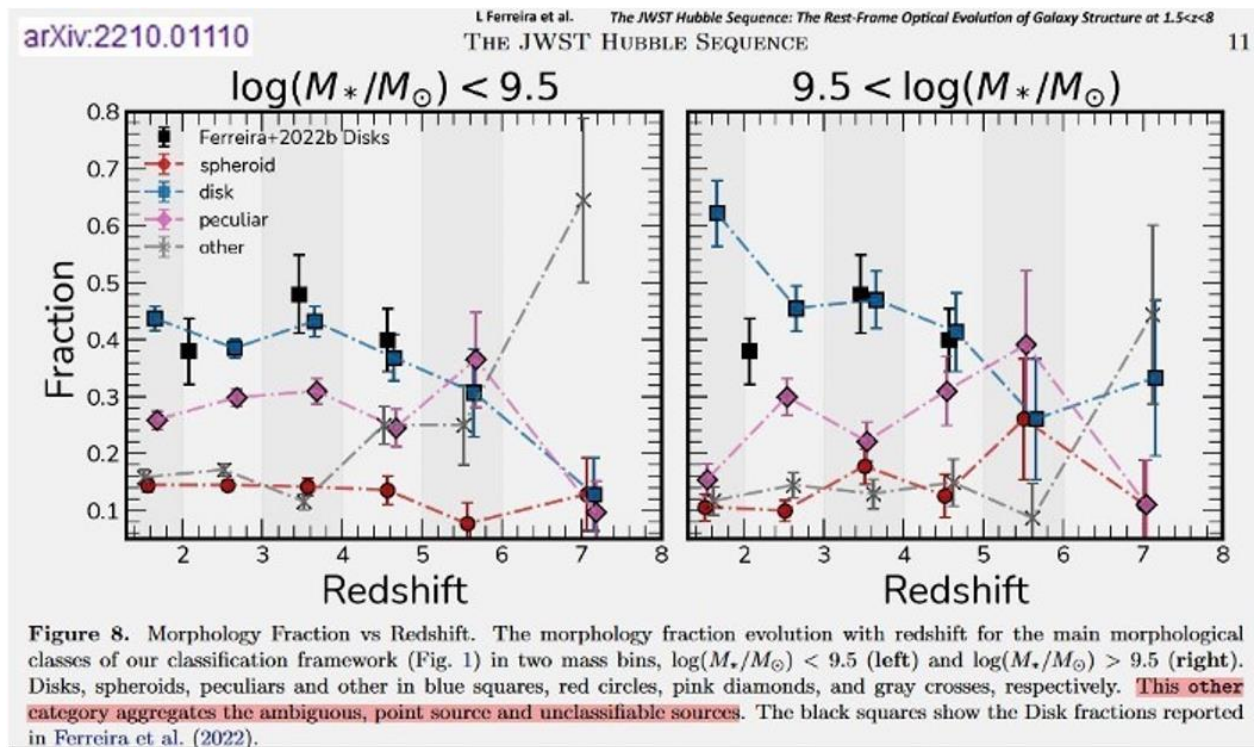 L Ferreira et al. The JWST Hubble Sequence: The Rest-Frame Optical Evolution of Galaxy Structure at 1.5<z<8
arXiv:2210.01110
THE JWST HUBBLE SEQUENCE
11
log(M∗/M⊙) < 9.5
9.5 < log(M∗/M⊙)
0.8
0.7
0.6
0.5
0.4
0.3
0.2
0.1
Fraction
Ferreira+2022b Disks
spheroid
disk
peculiar
other
2 3 4 5 6 7 8
2 3 4 5 6 7 8
Redshift
Redshift
Figure 8. Morphology Fraction vs Redshift. The morphology fraction evolution with redshift for the main morphological
classes of our classification framework (Fig. 1) in two mass bins, log(M⋆/M⊙) < 9.5 (left) and log(M⋆/M⊙) > 9.5 (right).
Disks, spheroids, peculiars and other in blue squares, red circles, pink diamonds, and gray crosses, respectively. This other
category aggregates the ambiguous, point source and unclassifiable sources. The black squares show the Disk fractions reported
in Ferreira et al. (2022).